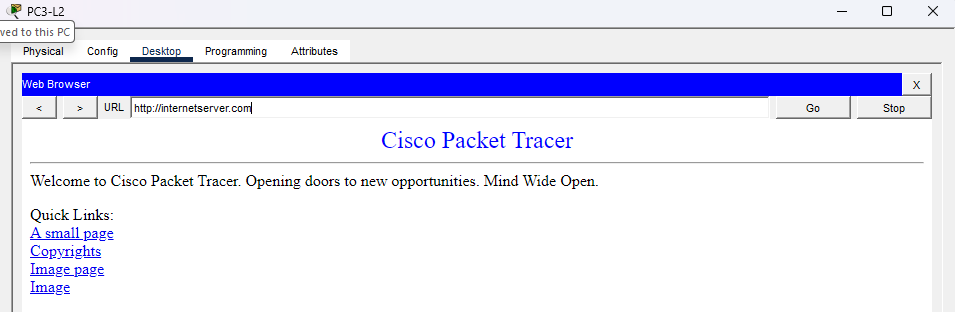 PC3-L2
ved to this PC
Physical Config Desktop Programming Attributes
Web Browser X
< > URL http://internetserver.com Go Stop
Cisco Packet Tracer
Welcome to Cisco Packet Tracer. Opening doors to new opportunities. Mind Wide Open.
Quick Links:
A small page
Copyrights
Image page
Image